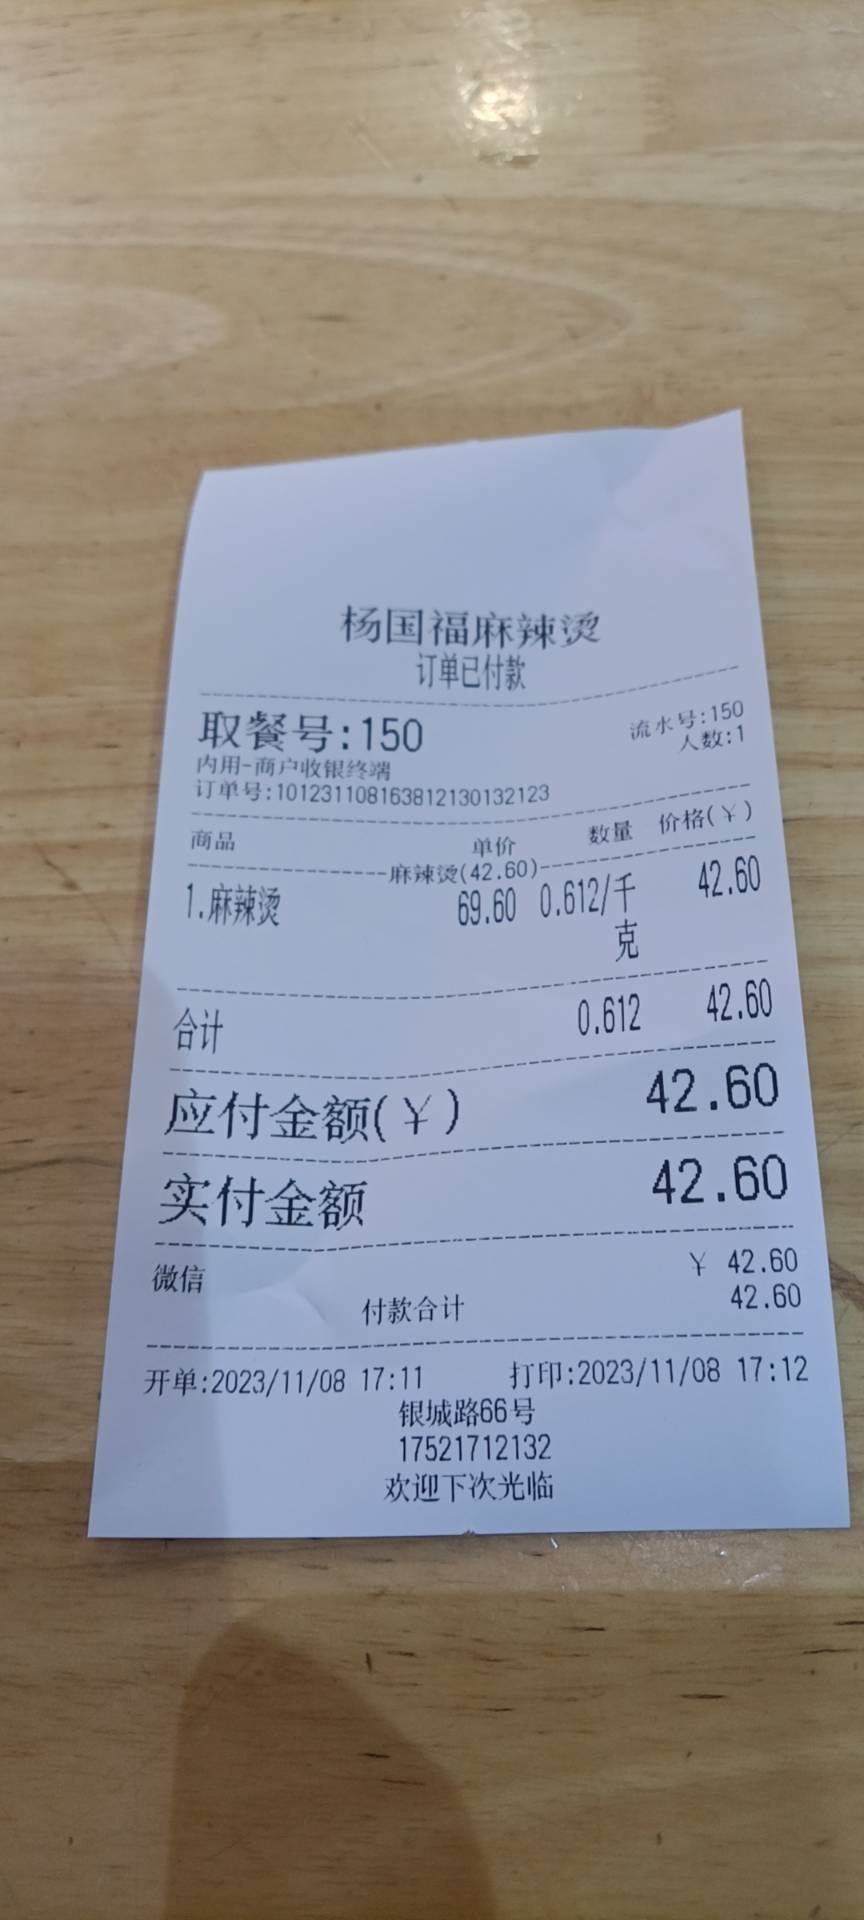 杨国福麻辣烫
订单已付款
取餐号:150 流水号:150
人数:1
内用-商户收银终端
订单号:101231108163812130132123
商品 单价 数量 价格(¥)
麻辣烫(42.60)
1.麻辣烫 69.60 0.612/千克 42.60
合计 0.612 42.60
应付金额(¥) 42.60
实付金额 42.60
微信 ¥ 42.60
付款合计 42.60
开单:2023/11/08 17:11 打印:2023/11/08 17:12
银城路66号
17521712132
欢迎下次光临